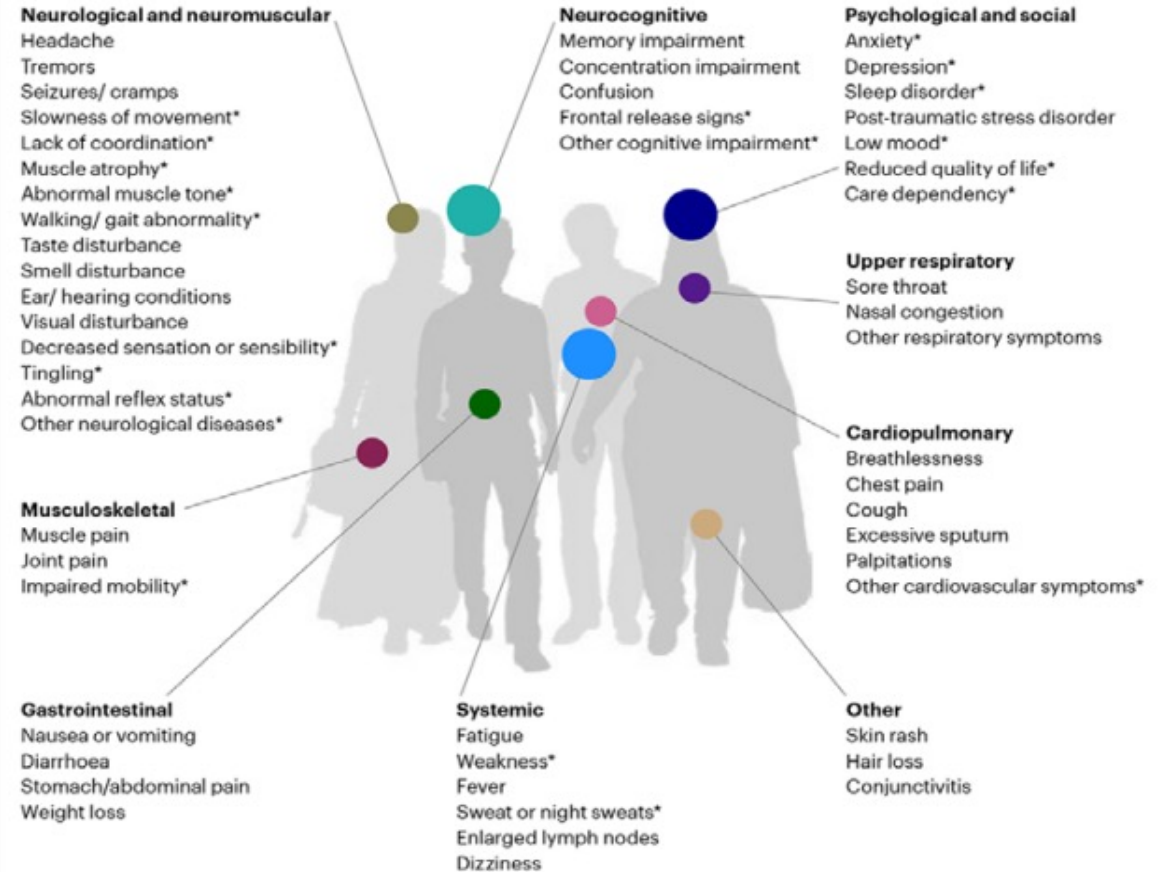 Neurological and neuromuscular
Headache
Tremors
Seizures/ cramps
Slowness of movement*
Lack of coordination*
Muscle atrophy*
Abnormal muscle tone*
Walking/ gait abnormality*
Taste disturbance
Smell disturbance
Ear/ hearing conditions
Visual disturbance
Decreased sensation or sensibility*
Tingling*
Abnormal reflex status*
Other neurological diseases*
Neurocognitive
Memory impairment
Concentration impairment
Confusion
Frontal release signs*
Other cognitive impairment*
Psychological and social
Anxiety*
Depression*
Sleep disorder*
Post-traumatic stress disorder
Low mood*
Reduced quality of life*
Care dependency*
Upper respiratory
Sore throat
Nasal congestion
Other respiratory symptoms
Cardiopulmonary
Breathlessness
Chest pain
Cough
Excessive sputum
Palpitations
Other cardiovascular symptoms*
Musculoskeletal
Muscle pain
Joint pain
Impaired mobility*
Gastrointestinal
Nausea or vomiting
Diarrhoea
Stomach/abdominal pain
Weight loss
Systemic
Fatigue
Weakness*
Fever
Sweat or night sweats*
Enlarged lymph nodes
Dizziness
Other
Skin rash
Hair loss
Conjunctivitis